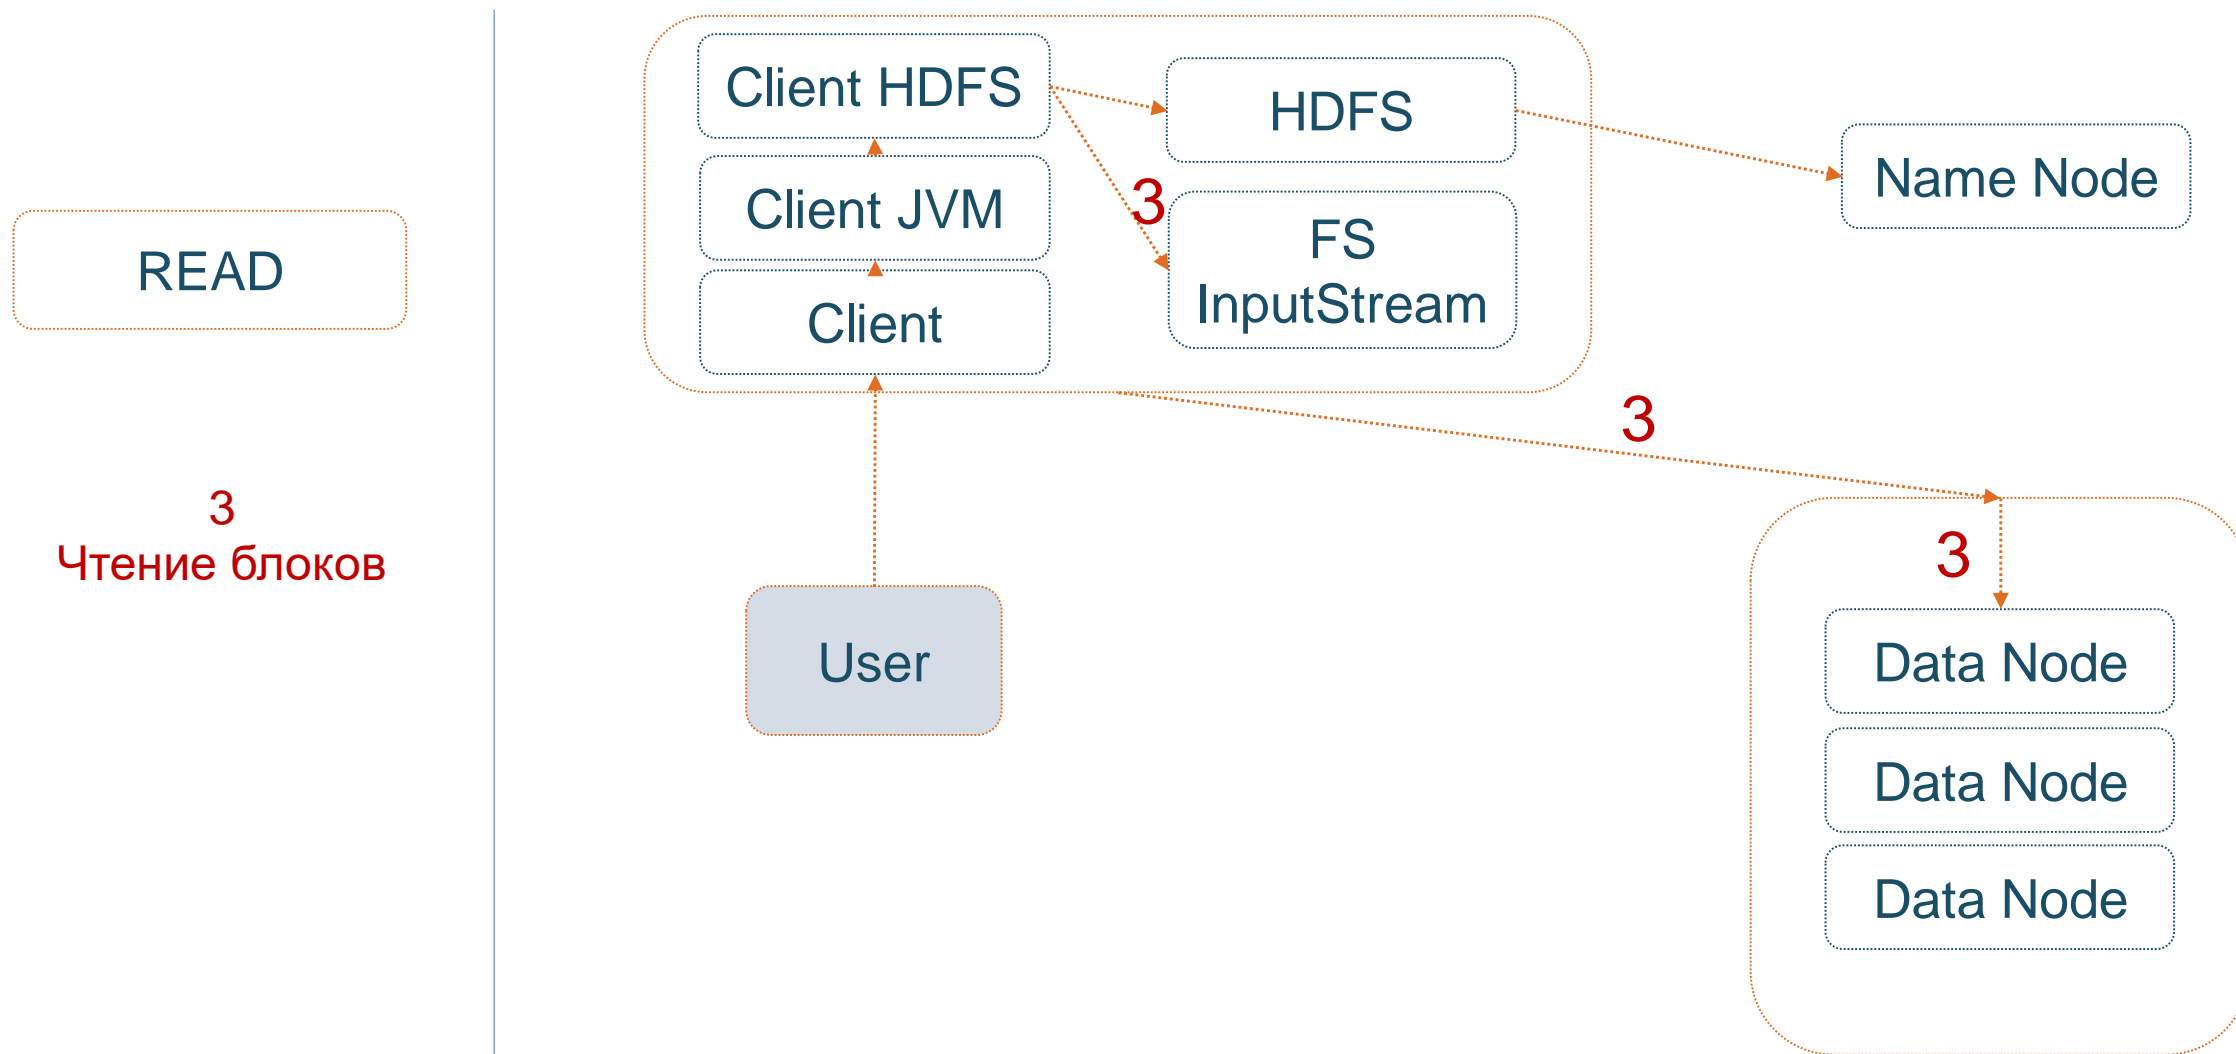 READ
3
Чтение блоков
Client HDFS
Client JVM
Client
HDFS
3
FS
InputStream
Name Node
3
User
3
Data Node
Data Node
Data Node